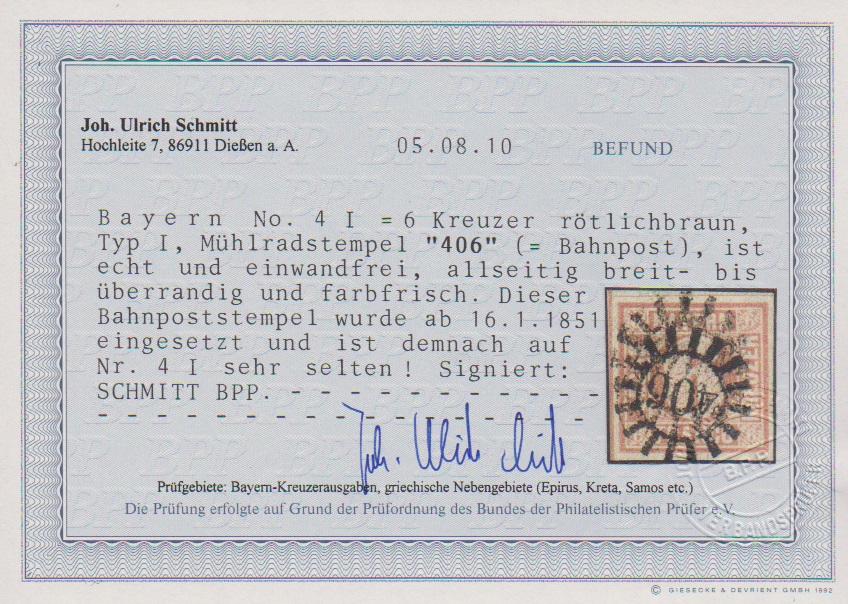 Joh. Ulrich Schmitt
Hochleite 7, 86911 Dießen a. A.
05.08.10
BEFUND
Bayern No. 4 I = 6 Kreuzer rötlichbraun,
Typ I, Mühlradstempel "406" (= Bahnpost), ist
echt und einwandfrei, allseitig breit- bis
überrandig und farbfrisch. Dieser
Bahnpoststempel wurde ab 16.1.1851
eingesetzt und ist demnach auf
Nr. 4 I sehr selten! Signiert:
SCHMITT BPP. - - - - - - - - - - - - -
- - - - - - - - - - - - - - - - - - -
406
Joh. Ulrich Schmitt
B.P.P.
VERBANDSPRÜFER
Prüfgebiete: Bayern-Kreuzerausgaben, griechische Nebengebiete (Epirus, Kreta, Samos etc.)
Die Prüfung erfolgte auf Grund der Prüfordnung des Bundes der Philatelistischen Prüfer e.V.
© GIESECKE & DEVRIENT GMBH 1992